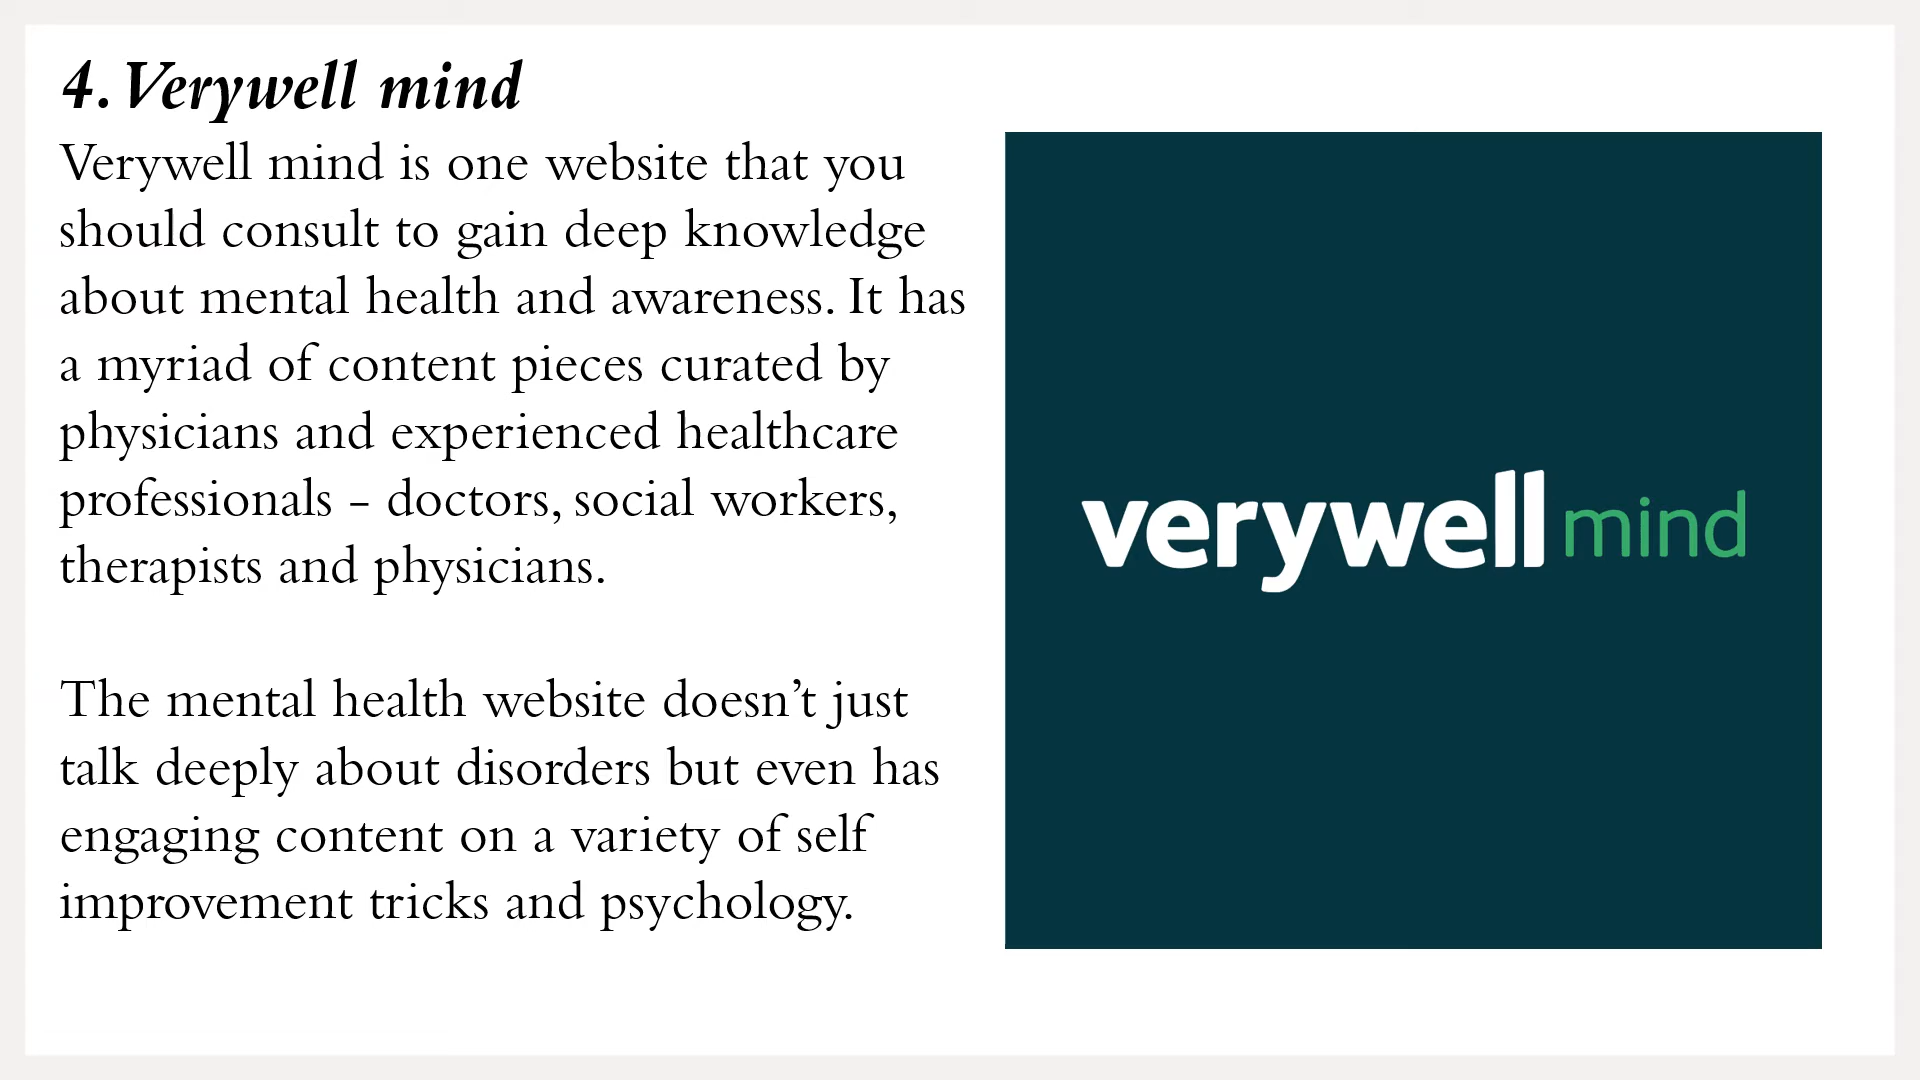 4. Verywell mind
Verywell mind is one website that you
should consult to gain deep knowledge
about mental health and awareness. It has
a myriad of content pieces curated by
physicians and experienced healthcare
professionals - doctors, social workers,
therapists and physicians.
The mental health website doesn’t just
talk deeply about disorders but even has
engaging content on a variety of self
improvement tricks and psychology.
verywell mind